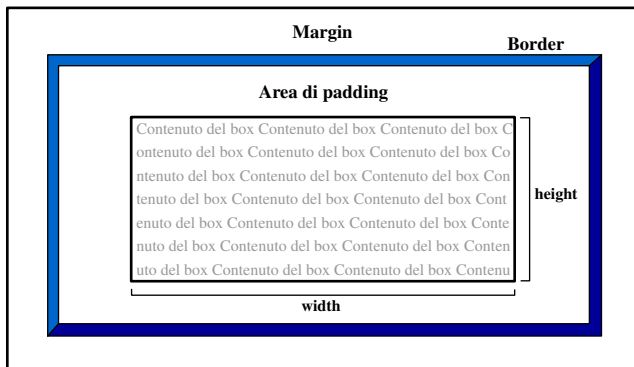 Margin
Border
Area di padding
Contenuto del box Contenuto del box Contenuto del box C
ontenuto del box Contenuto del box Contenuto del box Co
ntenuto del box Contenuto del box Contenuto del box Con
tenuto del box Contenuto del box Contenuto del box Cont
enuto del box Contenuto del box Contenuto del box Conte
nuto del box Contenuto del box Contenuto del box Conten
uto del box Contenuto del box Contenuto del box Contenu
height
width